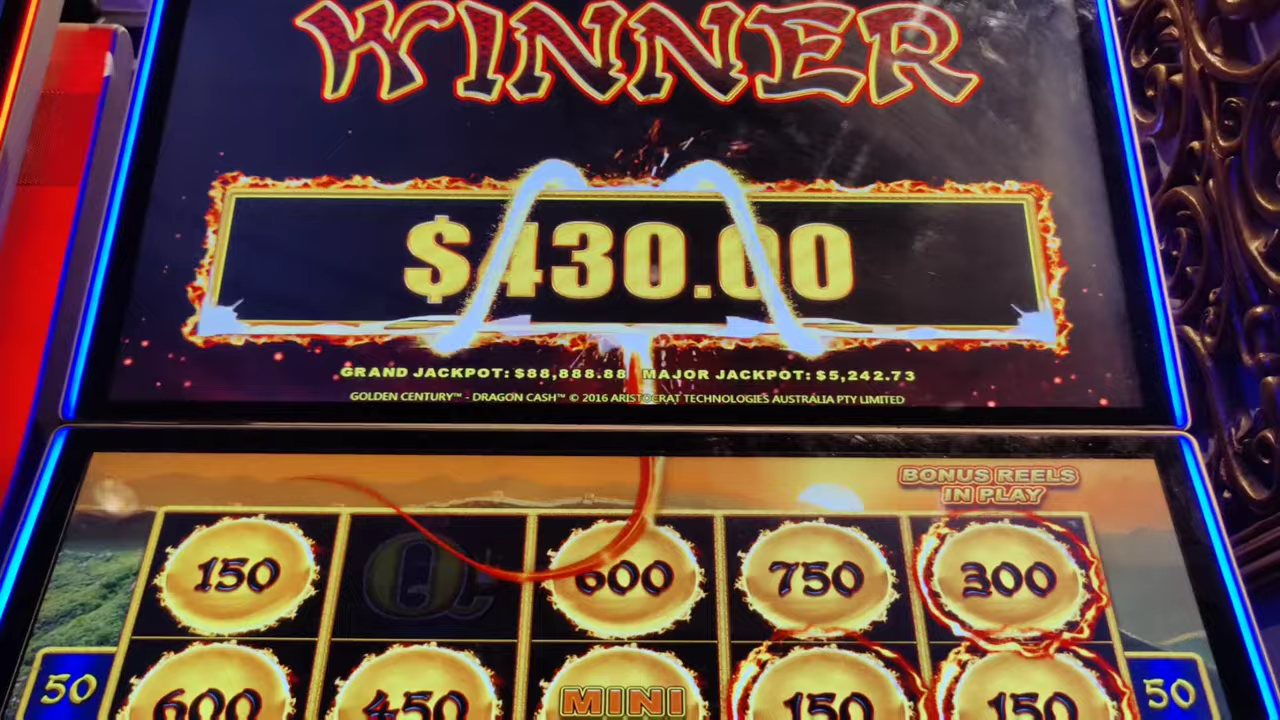 WINNER
$430.00
GRAND JACKPOT: $88,888.88 MAJOR JACKPOT: $5,242.73
GOLDEN CENTURY™ - DRAGON CASH™ © 2016 ARISTOCRAT TECHNOLOGIES AUSTRALIA PTY LIMITED
BONUS REELS
IN PLAY
150 Q 600 750 300
50 600 450 MINI 150 150 50